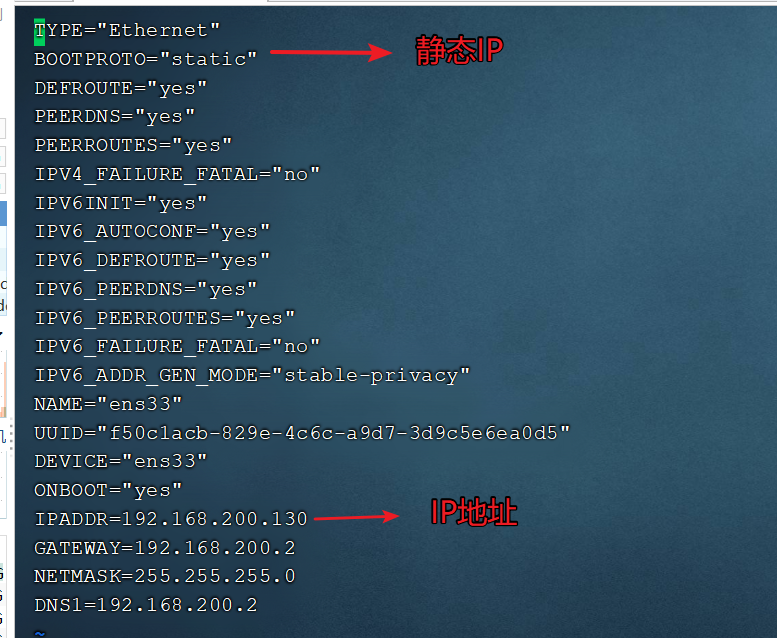 TYPE="Ethernet"
BOOTPROTO="static" 静态IP
DEFROUTE="yes"
PEERDNS="yes"
PEERROUTES="yes"
IPV4_FAILURE_FATAL="no"
IPV6INIT="yes"
IPV6_AUTOCONF="yes"
IPV6_DEFROUTE="yes"
IPV6_PEERDNS="yes"
IPV6_PEERROUTES="yes"
IPV6_FAILURE_FATAL="no"
IPV6_ADDR_GEN_MODE="stable-privacy"
NAME="ens33"
UUID="f50c1acb-829e-4c6c-a9d7-3d9c5e6ea0d5"
DEVICE="ens33"
ONBOOT="yes"
IPADDR=192.168.200.130 IP地址
GATEWAY=192.168.200.2
NETMASK=255.255.255.0
DNS1=192.168.200.2
~